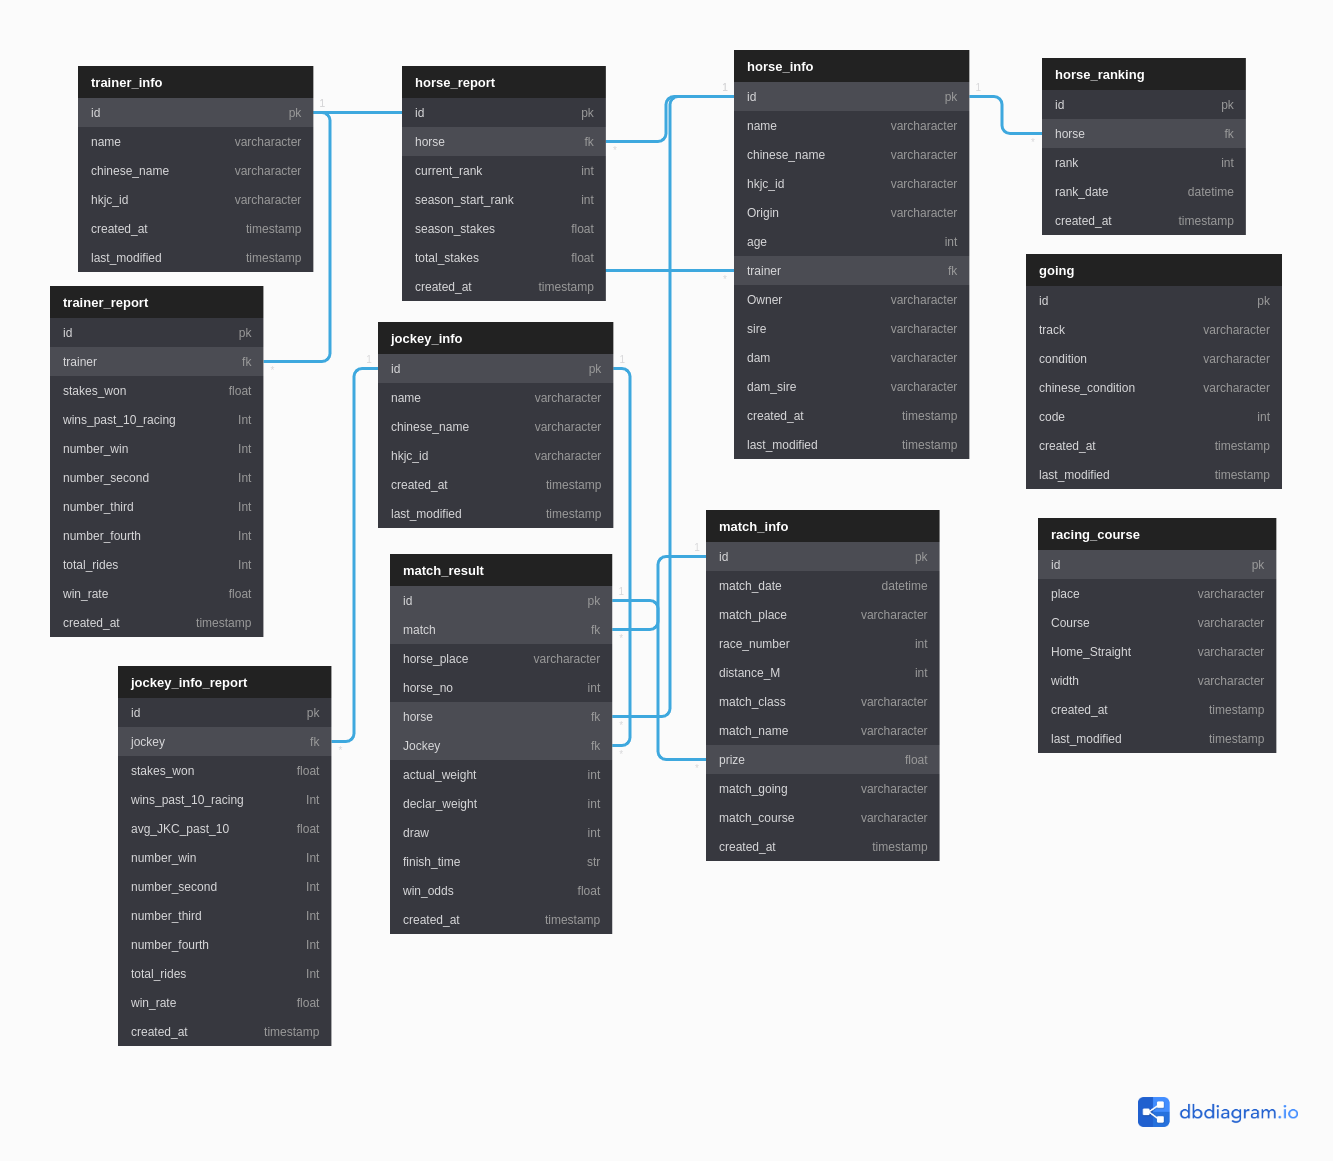 trainer_info
id pk
name varcharacter
chinese_name varcharacter
hkjc_id varcharacter
created_at timestamp
last_modified timestamp
trainer_report
id pk
trainer fk
stakes_won float
wins_past_10_racing Int
number_win Int
number_second Int
number_third Int
number_fourth Int
total_rides Int
win_rate float
created_at timestamp
jockey_info_report
id pk
jockey fk
stakes_won float
wins_past_10_racing Int
avg_JKC_past_10 float
number_win Int
number_second Int
number_third Int
number_fourth Int
total_rides Int
win_rate float
created_at timestamp
horse_report
id pk
horse fk
current_rank int
season_start_rank int
season_stakes float
total_stakes float
created_at timestamp
jockey_info
id pk
name varcharacter
chinese_name varcharacter
hkjc_id varcharacter
created_at timestamp
last_modified timestamp
match_result
id pk
match fk
horse_place varcharacter
horse_no int
horse fk
Jockey fk
actual_weight int
declar_weight int
draw int
finish_time str
win_odds float
created_at timestamp
horse_info
id pk
name varcharacter
chinese_name varcharacter
hkjc_id varcharacter
Origin varcharacter
age int
trainer fk
Owner varcharacter
sire varcharacter
dam varcharacter
dam_sire varcharacter
created_at timestamp
last_modified timestamp
match_info
id pk
match_date datetime
match_place varcharacter
race_number int
distance_M int
match_class varcharacter
match_name varcharacter
prize float
match_going varcharacter
match_course varcharacter
created_at timestamp
horse_ranking
id pk
horse fk
rank int
rank_date datetime
created_at timestamp
going
id pk
track varcharacter
condition varcharacter
chinese_condition varcharacter
code int
created_at timestamp
last_modified timestamp
racing_course
id pk
place varcharacter
Course varcharacter
Home_Straight varcharacter
width varcharacter
created_at timestamp
last_modified timestamp
1
*
1
*
1
*
1
*
1
*
1
*
1
*
*
*
dbdiagram.io